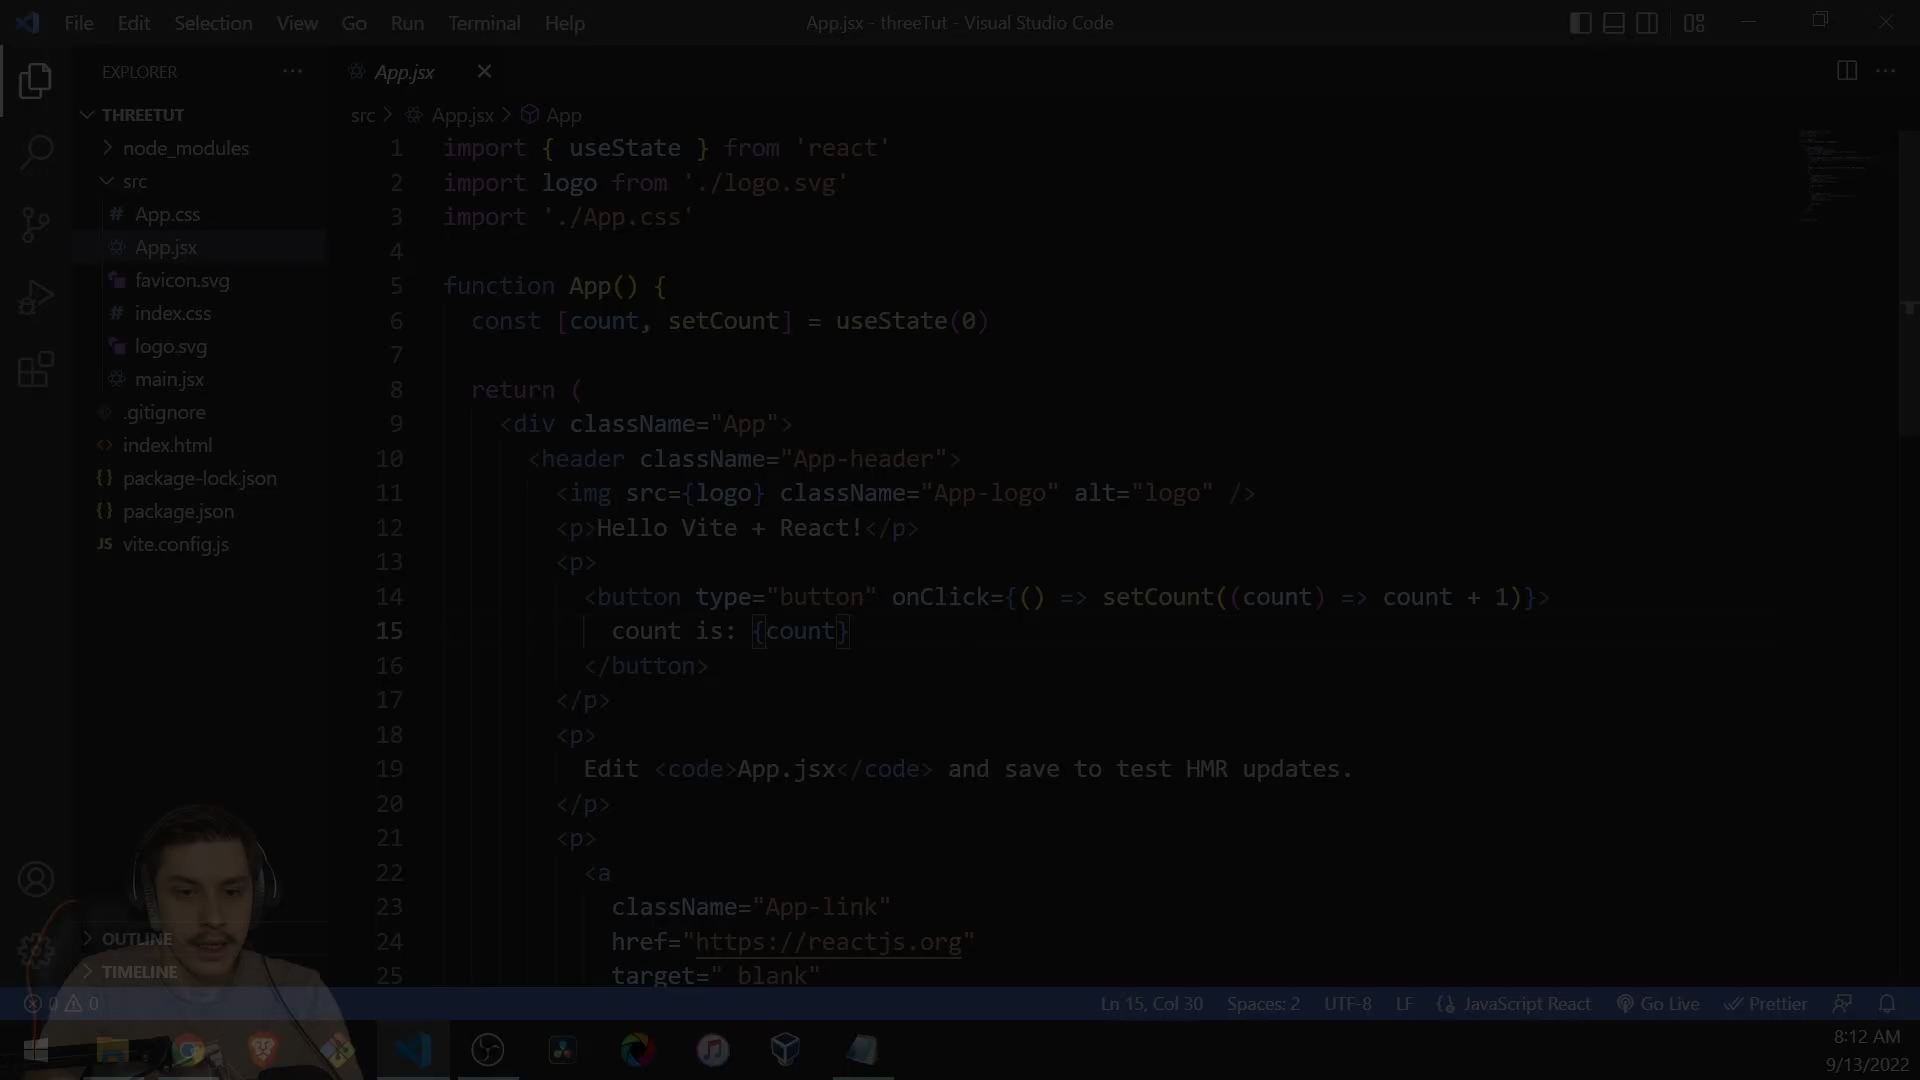 File Edit Selection View Go Run Terminal Help
App.jsx - threeTut - Visual Studio Code
EXPLORER
THREETUT
node_modules
src
# App.css
App.jsx
favicon.svg
# index.css
logo.svg
main.jsx
.gitignore
<> index.html
{} package-lock.json
{} package.json
JS vite.config.js
OUTLINE
TIMELINE
App.jsx
src > App.jsx > App
1 import { useState } from 'react'
2 import logo from './logo.svg'
3 import './App.css'
4
5 function App() {
6 const [count, setCount] = useState(0)
7
8 return (
9 <div className="App">
10 <header className="App-header">
11 <img src={logo} className="App-logo" alt="logo" />
12 <p>Hello Vite + React!</p>
13 <p>
14 <button type="button" onClick={() => setCount((count) => count + 1)}>
15 count is: {count}
16 </button>
17 </p>
18 <p>
19 Edit <code>App.jsx</code> and save to test HMR updates.
20 </p>
21 <p>
22 <a
23 className="App-link"
24 href="https://reactjs.org"
25 target="_blank"
0 0
Ln 15, Col 30 Spaces: 2 UTF-8 LF {} JavaScript React Go Live Prettier
8:12 AM
9/13/2022